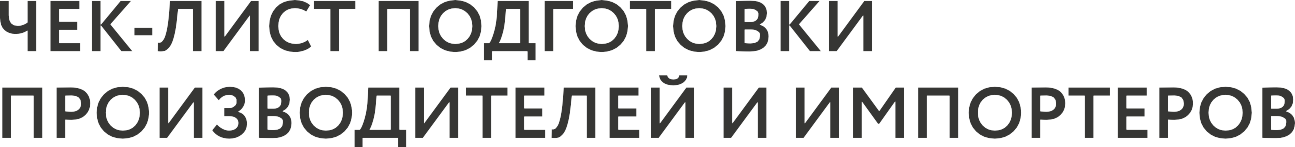 ЧЕК-ЛИСТ ПОДГОТОВКИ
ПРОИЗВОДИТЕЛЕЙ И ИМПОРТЕРОВ